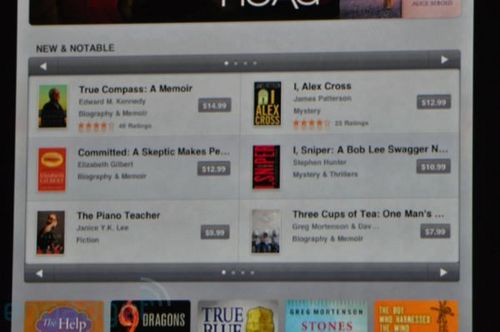 ALICE SEBOLD
NEW & NOTABLE
True Compass: A Memoir
Edward M. Kennedy
Biography & Memoir
46 Ratings
$14.99
I, Alex Cross
James Patterson
Mystery
23 Ratings
$12.99
I
ALEX
CROSS
Committed: A Skeptic Makes Pe...
Elizabeth Gilbert
Biography & Memoir
$12.99
I, Sniper: A Bob Lee Swagger N...
Stephen Hunter
Mystery & Thrillers
$10.99
I, SNIPER
The Piano Teacher
Janice Y.K. Lee
Fiction
$9.99
Three Cups of Tea: One Man's ...
Greg Mortenson & Dav...
Biography & Memoir
$7.99
The Help
9 DRAGONS
TRUE
BLUE
GREG MORTENSON
STONES
THE BOY
WHO HARNESSED
THE WIND